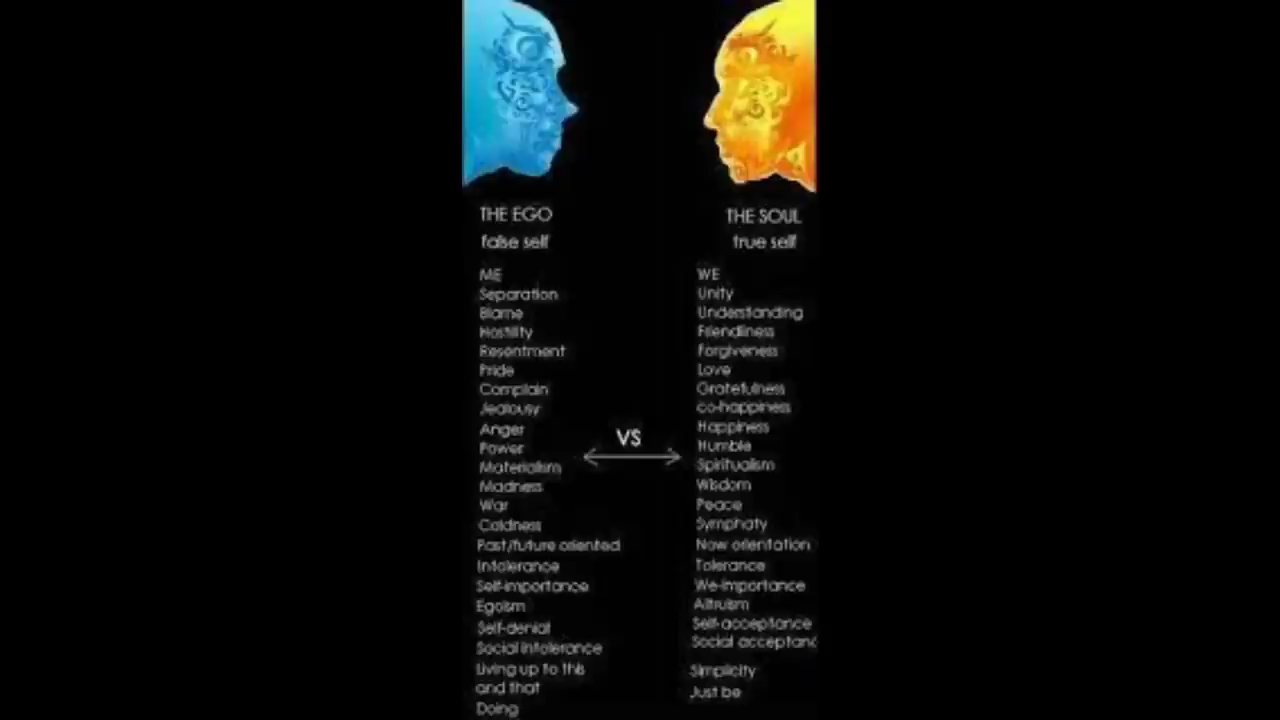 THE EGO
false self
ME
Separation
Blame
Hostility
Resentment
Pride
Complain
Jealousy
Anger
Power
Materialism
Madness
War
Coldness
Past/future oriented
Intolerance
Self-importance
Egoism
Self-denial
Social intolerance
Living up to this
and that
Doing
VS
THE SOUL
true self
WE
Unity
Understanding
Friendliness
Forgiveness
Love
Gratefulness
co-happiness
Happiness
Humble
Spiritualism
Wisdom
Peace
Symphaty
Now orientation
Tolerance
We-importance
Altruism
Self-acceptance
Social acceptanc
Simplicity
Just be